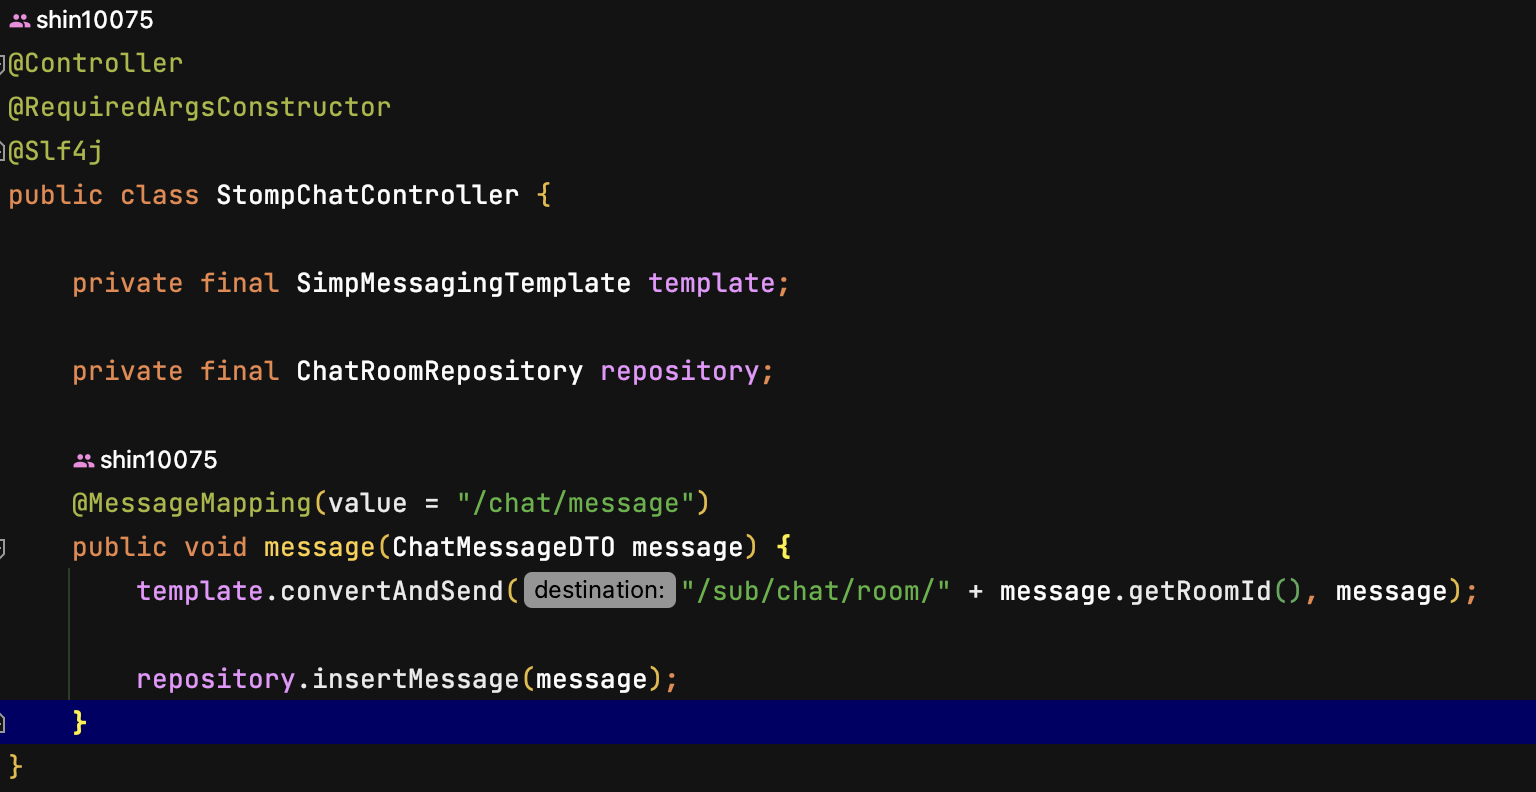 shin10075
@Controller
@RequiredArgsConstructor
@Slf4j
public class StompChatController {
private final SimpMessagingTemplate template;
private final ChatRoomRepository repository;
shin10075
@MessageMapping(value = "/chat/message")
public void message(ChatMessageDTO message) {
template.convertAndSend( destination: "/sub/chat/room/" + message.getRoomId(), message);
repository.insertMessage(message);
}
}